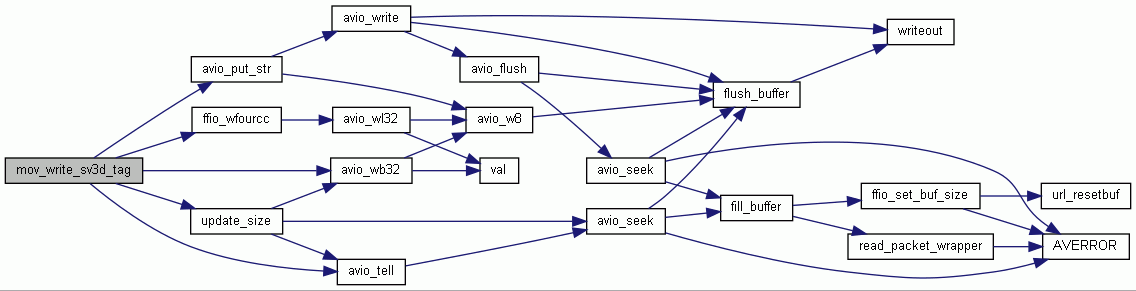 avio_write
writeout
avio_put_str
avio_flush
flush_buffer
ffio_wfourcc
avio_wl32
avio_w8
mov_write_sv3d_tag
avio_wb32
val
avio_seek
ffio_set_buf_size
url_resetbuf
update_size
avio_seek
fill_buffer
read_packet_wrapper
AVERROR
avio_tell